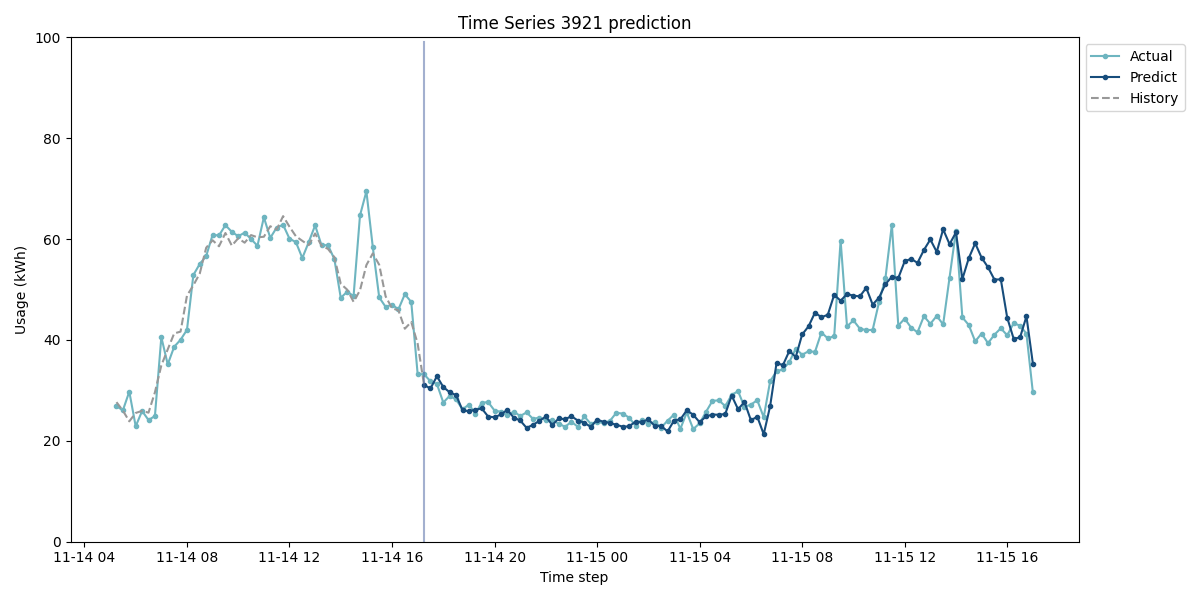 Time Series 3921 prediction
Actual
Predict
History
Usage (kWh)
100
80
60
40
20
0
11-14 04
11-14 08
11-14 12
11-14 16
11-14 20
11-15 00
11-15 04
11-15 08
11-15 12
11-15 16
Time step